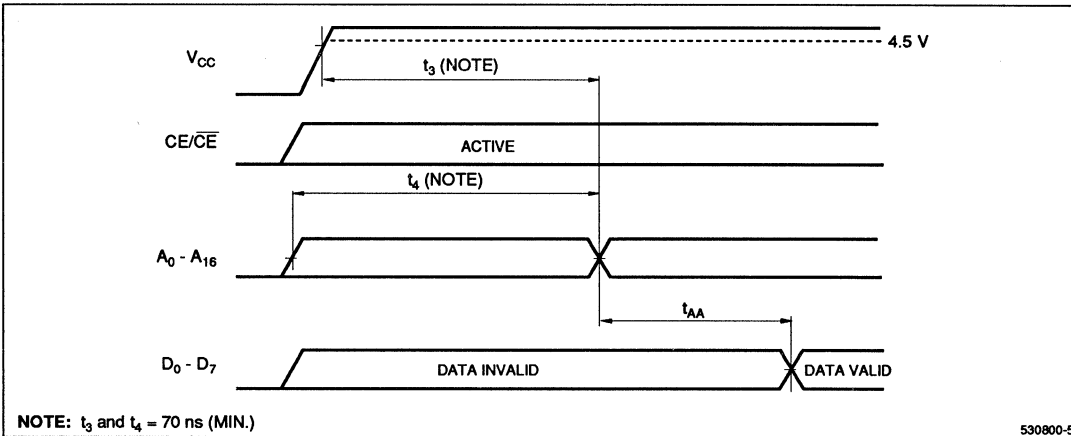 V_CC
4.5 V
t_3 (NOTE)
CE/C̅E̅
ACTIVE
t_4 (NOTE)
A_0 - A_16
t_AA
D_0 - D_7
DATA INVALID
DATA VALID
NOTE: t_3 and t_4 = 70 ns (MIN.)
530800-5